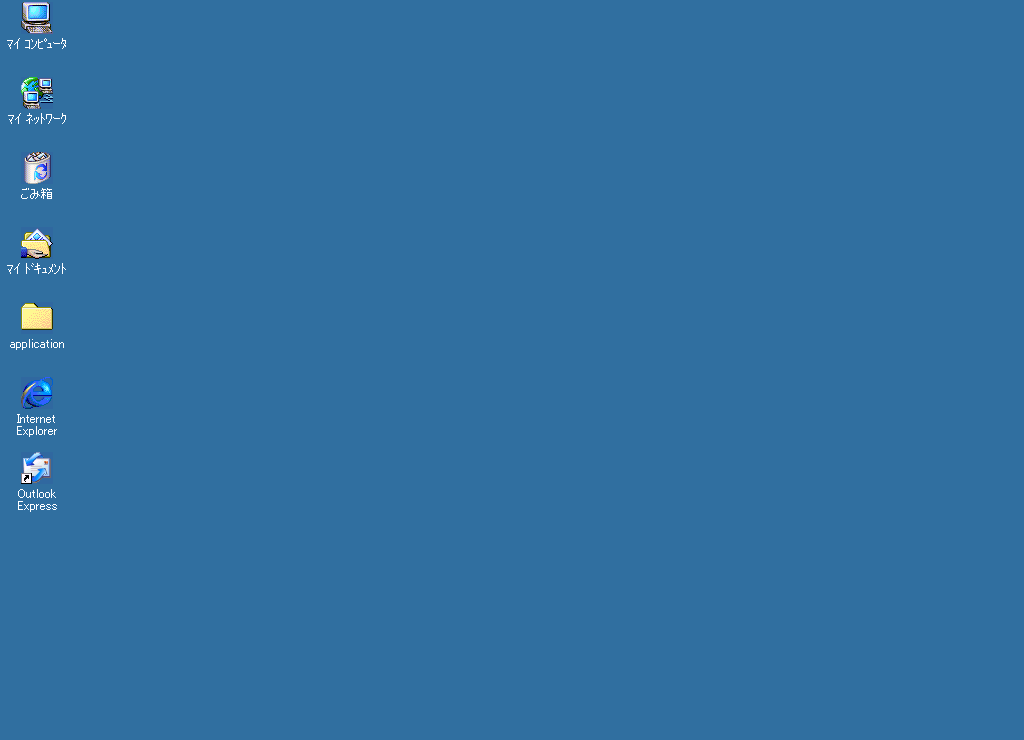 ﾏｲ ｺﾝﾋﾟｭｰﾀ
ﾏｲ ﾈｯﾄﾜｰｸ
ごみ箱
ﾏｲ ﾄﾞｷｭﾒﾝﾄ
application
Internet
Explorer
Outlook
Express